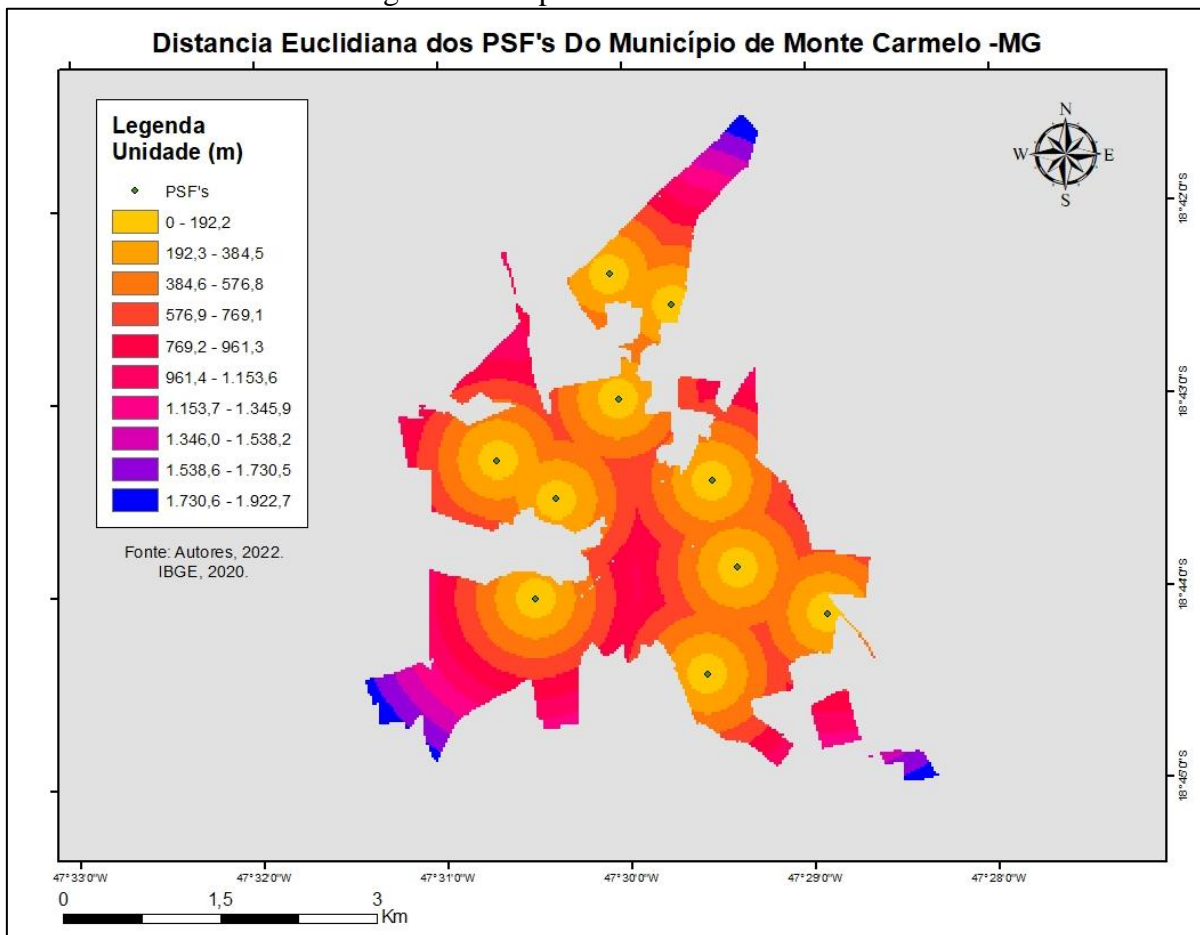 Distancia Euclidiana dos PSF's Do Município de Monte Carmelo -MG
Legenda
Unidade (m)
PSF's
0 - 192,2
192,3 - 384,5
384,6 - 576,8
576,9 - 769,1
769,2 - 961,3
961,4 - 1.153,6
1.153,7 - 1.345,9
1.346,0 - 1.538,2
1.538,6 - 1.730,5
1.730,6 - 1.922,7
Fonte: Autores, 2022.
IBGE, 2020.
N
W
E
S
18°42'0"S
18°43'0"S
18°44'0"S
18°45'0"S
47°33'0"W
47°32'0"W
47°31'0"W
47°30'0"W
47°29'0"W
47°28'0"W
0
1,5
3
Km